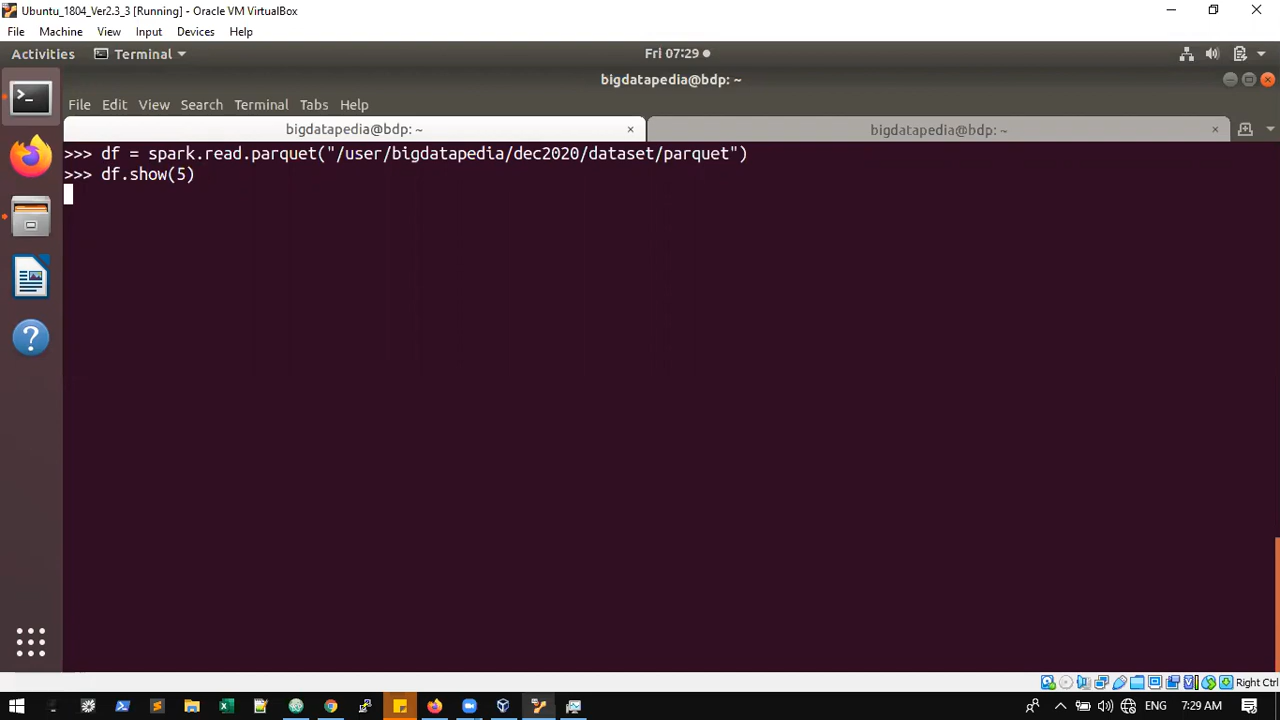 Ubuntu_1804_Ver2.3_3 [Running] - Oracle VM VirtualBox
File Machine View Input Devices Help
Activities Terminal Fri 07:29
bigdatapedia@bdp: ~
File Edit View Search Terminal Tabs Help
bigdatapedia@bdp: ~ × bigdatapedia@bdp: ~ ×
>>> df = spark.read.parquet("/user/bigdatapedia/dec2020/dataset/parquet")
>>> df.show(5)
Right Ctrl
ENG 7:29 AM